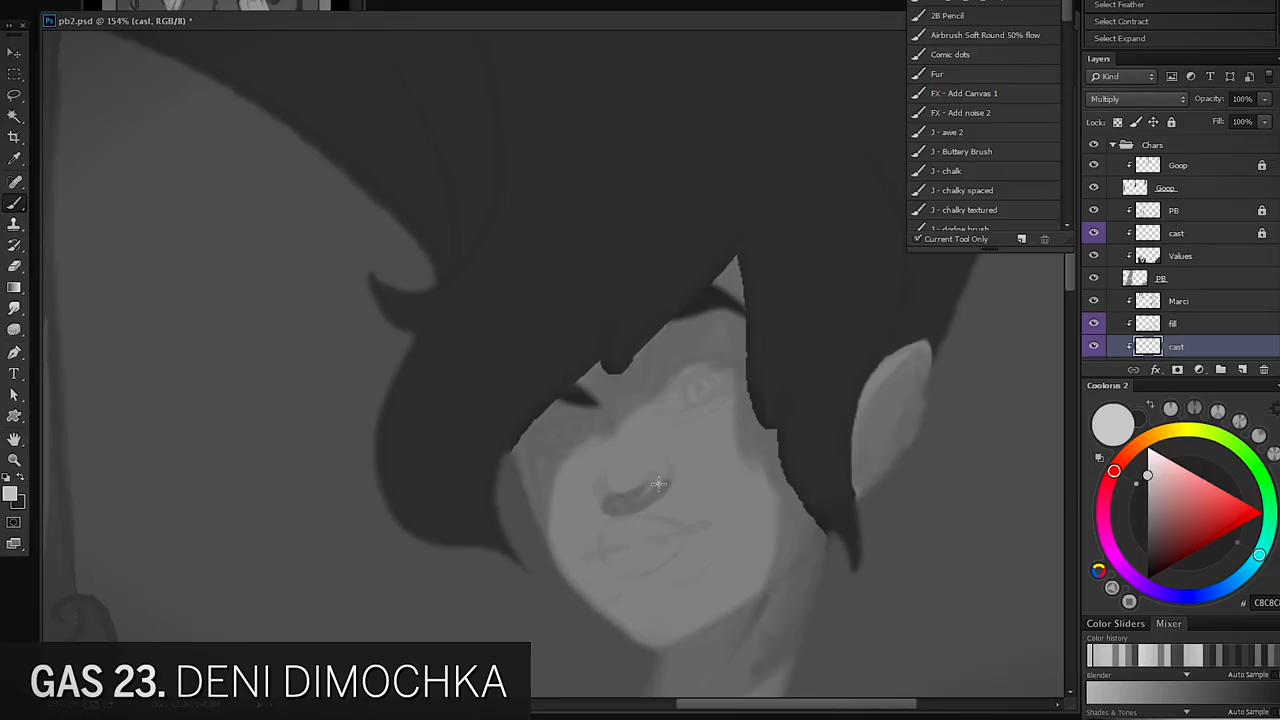 pb2.psd @ 154% (cast, RGB/8) *
2B Pencil
Airbrush Soft Round 50% flow
Comic dots
Fur
FX - Add Canvas 1
FX - Add noise 2
J - awe 2
J - Buttery Brush
J - chalk
J - chalky spaced
J - chalky textured
J - dodge brush
Current Tool Only
Select Feather
Select Contract
Select Expand
Layers
Kind
Multiply
Opacity: 100%
Lock:
Fill: 100%
Chars
Goop
Goop
PB
cast
Values
PB
Marci
fill
cast
Coolorus 2
# C8C8C
Color Sliders
Mixer
Color history
Blender
Auto Sample
Shades & Tones
Auto Sample
GAS 23. DENI DIMOCHKA